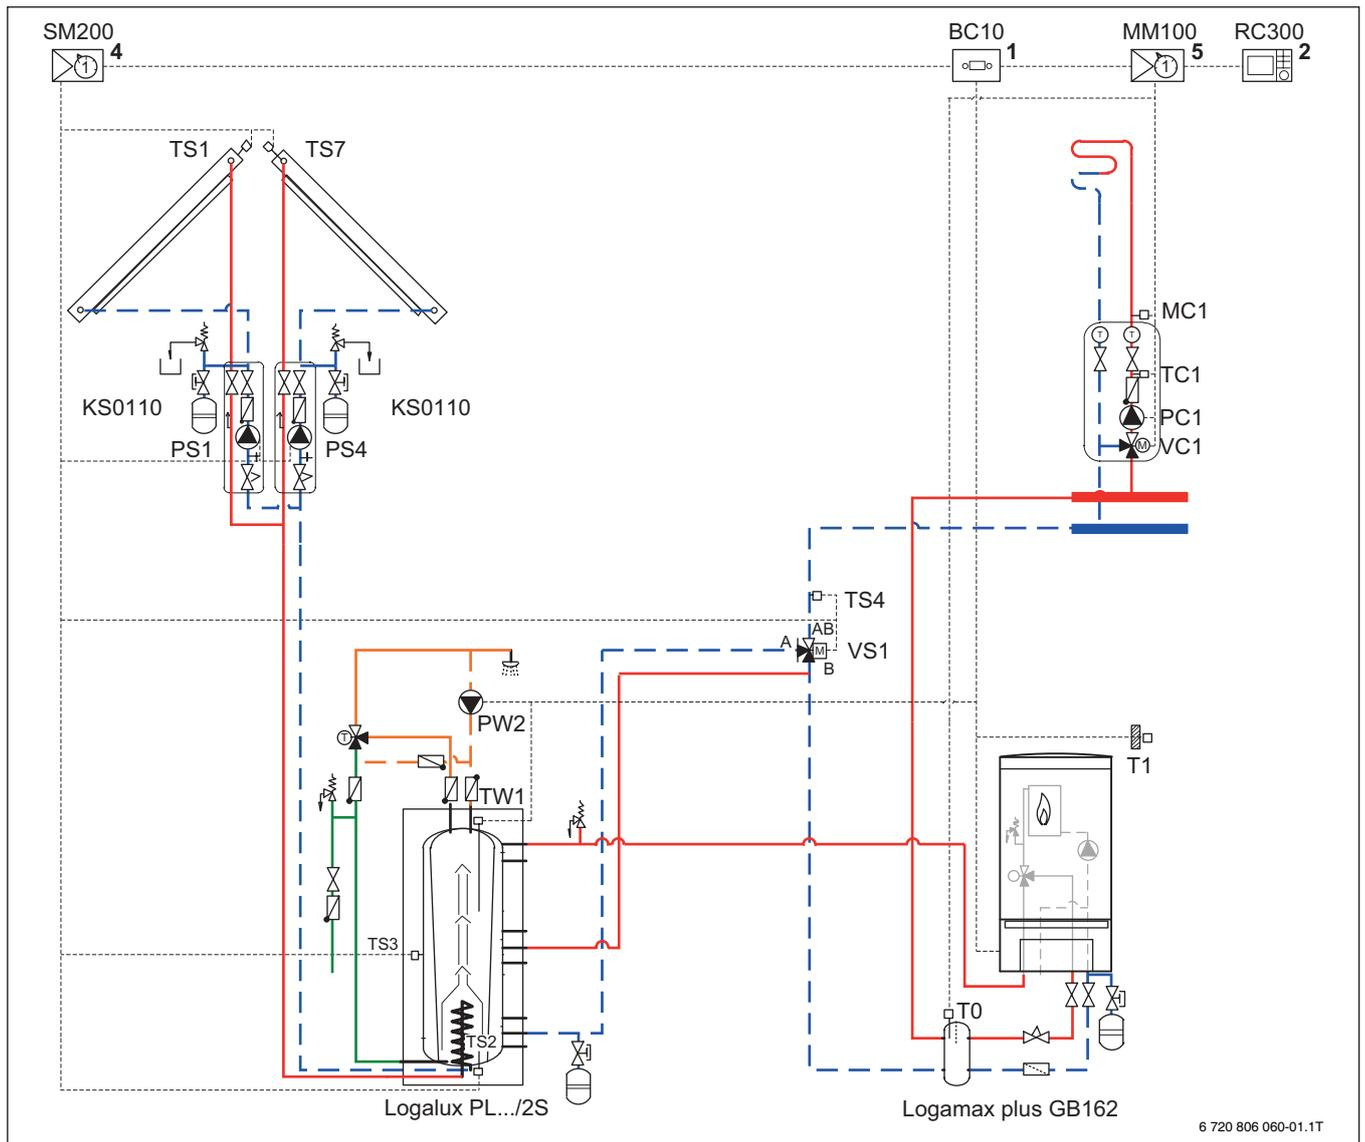 SM200
4
BC10
1
MM100
5
RC300
2
1
1
TS1
TS7
MC1
T
T
TC1
KS0110
KS0110
PC1
PS1
PS4
M
VC1
TS4
AB
A
M
VS1
B
PW2
T
T1
TW1
TS3
T0
TS2
Logalux PL.../2S
Logamax plus GB162
6 720 806 060-01.1T